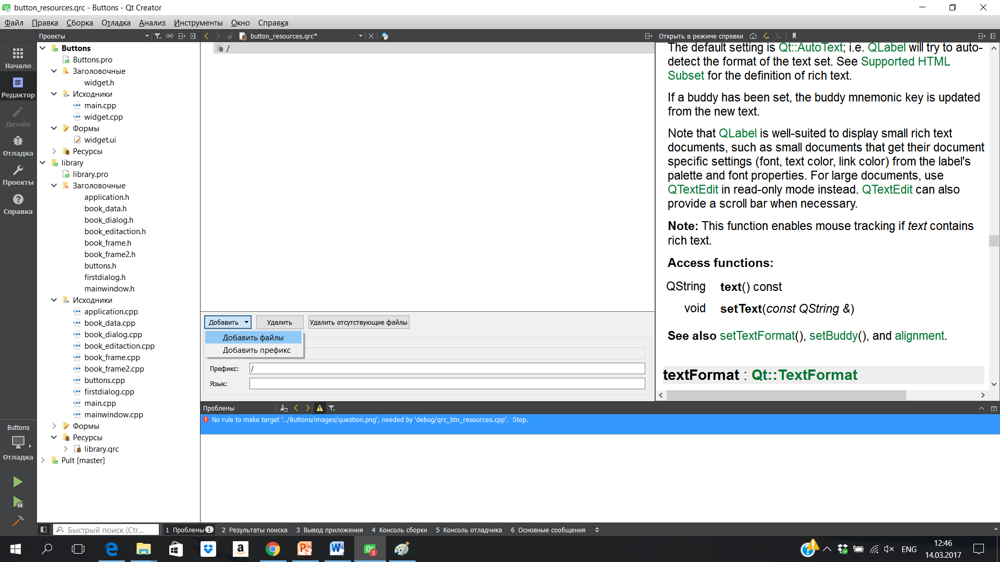 button_resources.qrc - Buttons - Qt Creator
Файл Правка Сборка Отладка Анализ Инструменты Окно Справка
Проекты
button_resources.qrc*
Открыть в режиме справки
Начало
Редактор
Дизайн
Отладка
Проекты
Справка
Buttons
Buttons.pro
Заголовочные
widget.h
Исходники
main.cpp
widget.cpp
Формы
widget.ui
Ресурсы
library
library.pro
Заголовочные
application.h
book_data.h
book_dialog.h
book_editaction.h
book_frame.h
book_frame2.h
buttons.h
firstdialog.h
mainwindow.h
Исходники
application.cpp
book_data.cpp
book_dialog.cpp
book_editaction.cpp
book_frame.cpp
book_frame2.cpp
buttons.cpp
firstdialog.cpp
main.cpp
mainwindow.cpp
Формы
Ресурсы
library.qrc
Pult [master]
Buttons
Отладка
/
Добавить Удалить Удалить отсутствующие файлы
Добавить файлы
Добавить префикс
Префикс: /
Язык:
The default setting is Qt::AutoText; i.e. QLabel will try to auto-
detect the format of the text set. See Supported HTML
Subset for the definition of rich text.
If a buddy has been set, the buddy mnemonic key is updated
from the new text.
Note that QLabel is well-suited to display small rich text
documents, such as small documents that get their document
specific settings (font, text color, link color) from the label's
palette and font properties. For large documents, use
QTextEdit in read-only mode instead. QTextEdit can also
provide a scroll bar when necessary.
Note: This function enables mouse tracking if text contains
rich text.
Access functions:
QString text() const
void setText(const QString &)
See also setTextFormat(), setBuddy(), and alignment.
textFormat : Qt::TextFormat
Проблемы
No rule to make target '../Buttons/images/question.png', needed by 'debug/qrc_btn_resources.cpp'. Stop.
Быстрый поиск (Ctr... 1 Проблемы 1 2 Результаты поиска 3 Вывод приложения 4 Консоль сборки 5 Консоль отладчика 6 Основные сообщения
ENG
12:46
14.03.2017